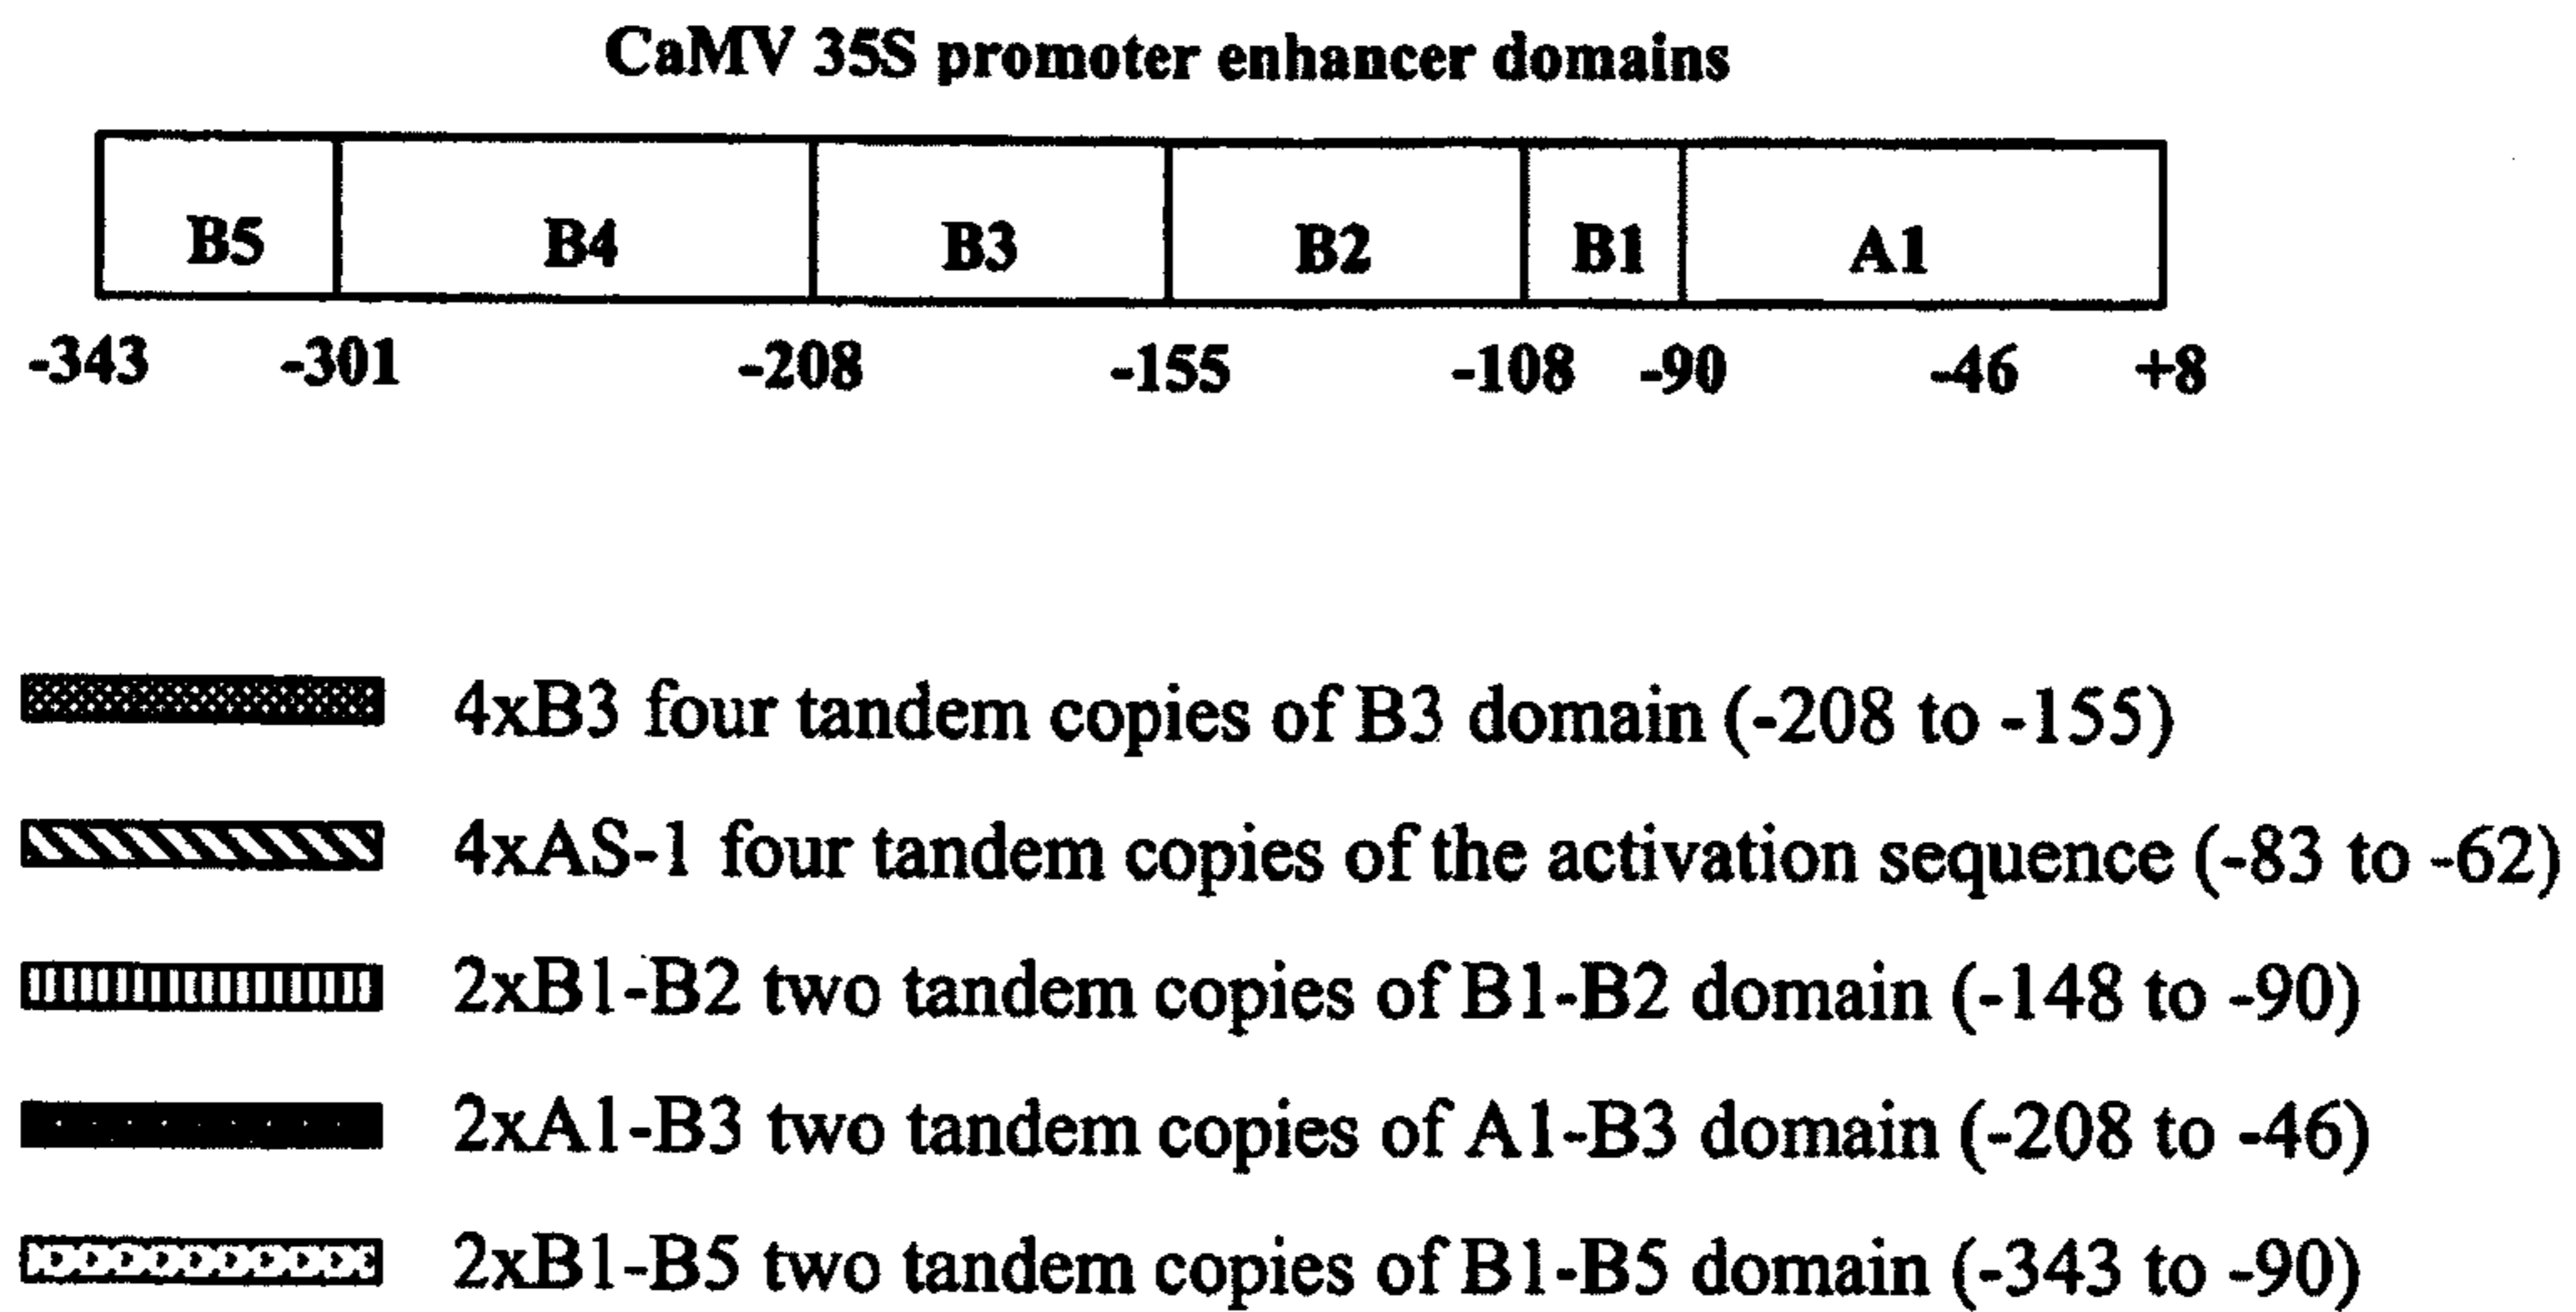 CaMV 35S promoter enhancer domains
B5 B4 B3 B2 B1 A1
-343 -301 -208 -155 -108 -90 -46 +8
4xB3 four tandem copies of B3 domain (-208 to -155)
4xAS-1 four tandem copies of the activation sequence (-83 to -62)
2xB1-B2 two tandem copies of B1-B2 domain (-148 to -90)
2xA1-B3 two tandem copies of A1-B3 domain (-208 to -46)
2xB1-B5 two tandem copies of B1-B5 domain (-343 to -90)